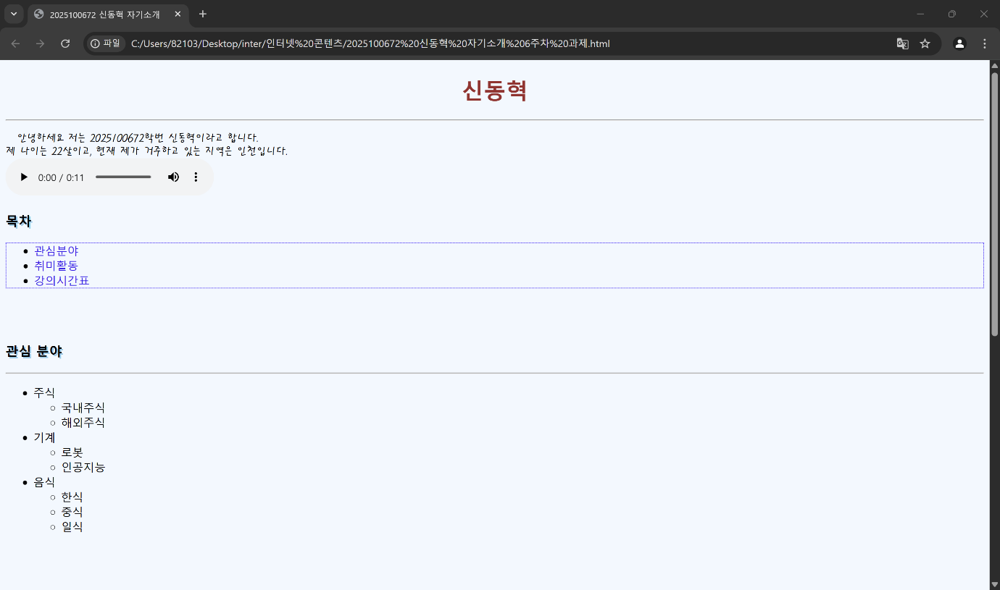 2025100672 신동혁 자기소개
파일 C:/Users/82103/Desktop/inter/인터넷%20콘텐츠/2025100672%20신동혁%20자기소개%206주차%20과제.html
신동혁
안녕하세요 저는 2025100672학번 신동혁이라고 합니다.
제 나이는 22살이고, 현재 제가 거주하고 있는 지역은 인천입니다.
0:00 / 0:11
목차
관심분야
취미활동
강의시간표
관심 분야
주식
국내주식
해외주식
기계
로봇
인공지능
음식
한식
중식
일식